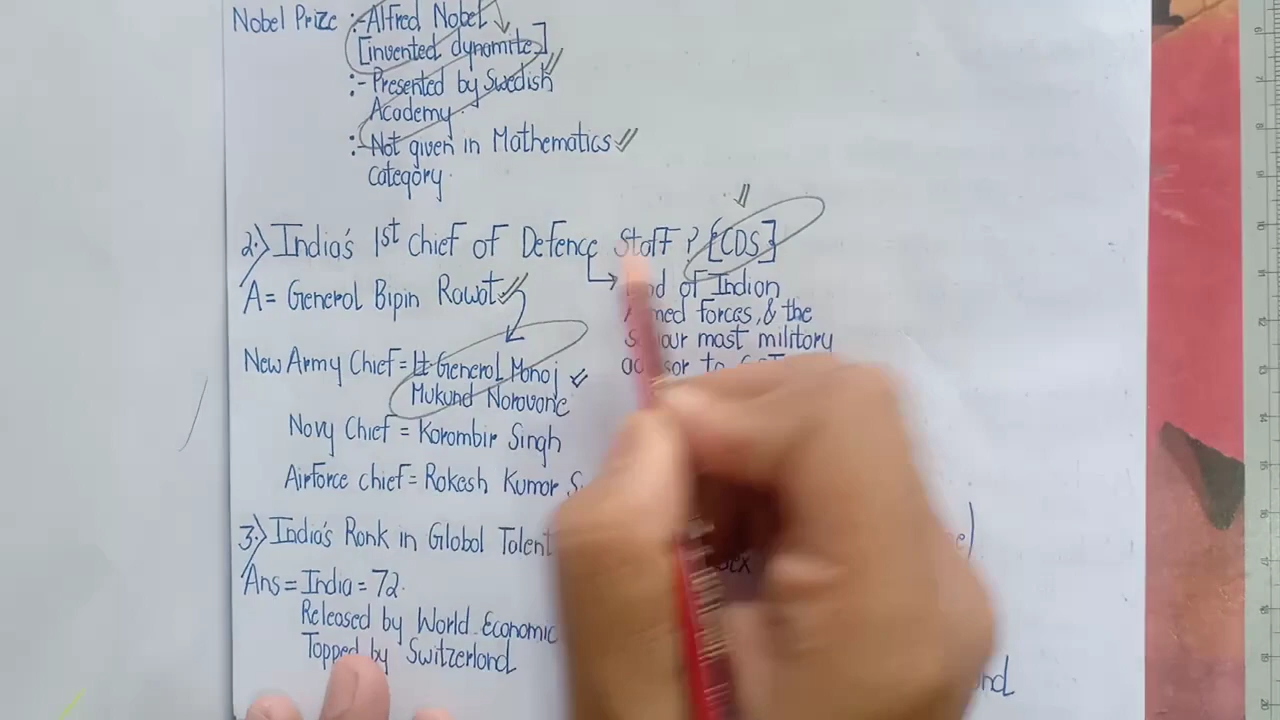 Nobel Prize :- Alfred Nobel
[invented dynamite]
:- Presented by Swedish
Academy.
:- Not given in Mathematics
category.
2.> India's 1st chief of Defence Staff? [CDS]
of Indian
A = General Bipin Rawat
forces, & the
most military
New Army Chief = Lt General Manoj
Mukund Naravane
Navy Chief = Karambir Singh
Airforce chief = Rakesh Kumar
3.> India's Rank in Global Talent
Ans = India = 72.
Released by World Economic
Topped by Switzerland